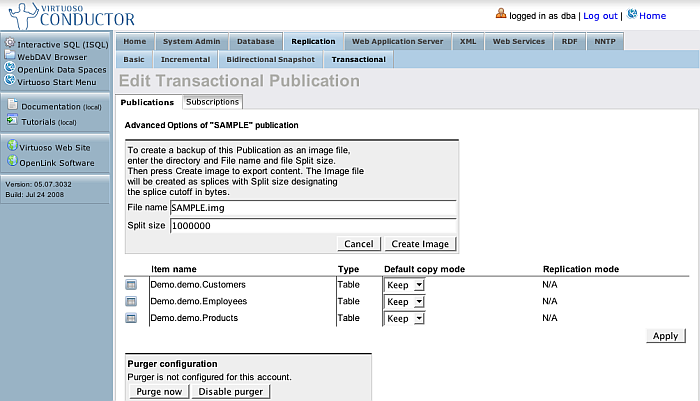 VIRTUOSO
CONDUCTOR
logged in as dba | Log out | Home
Interactive SQL (ISQL)
WebDAV Browser
OpenLink Data Spaces
Virtuoso Start Menu
Documentation (local)
Tutorials (local)
Virtuoso Web Site
OpenLink Software
Version: 05.07.3032
Build: Jul 24 2008
Home System Admin Database Replication Web Application Server XML Web Services RDF NNTP
Basic Incremental Bidirectional Snapshot Transactional
Edit Transactional Publication
Publications Subscriptions
Advanced Options of "SAMPLE" publication
To create a backup of this Publication as an image file,
enter the directory and File name and file Split size.
Then press Create image to export content. The Image file
will be created as splices with Split size designating
the splice cutoff in bytes.
File name SAMPLE.img
Split size 1000000
Cancel Create Image
Item name Type Default copy mode Replication mode
Demo.demo.Customers Table Keep N/A
Demo.demo.Employees Table Keep N/A
Demo.demo.Products Table Keep N/A
Apply
Purger configuration
Purger is not configured for this account.
Purge now Disable purger